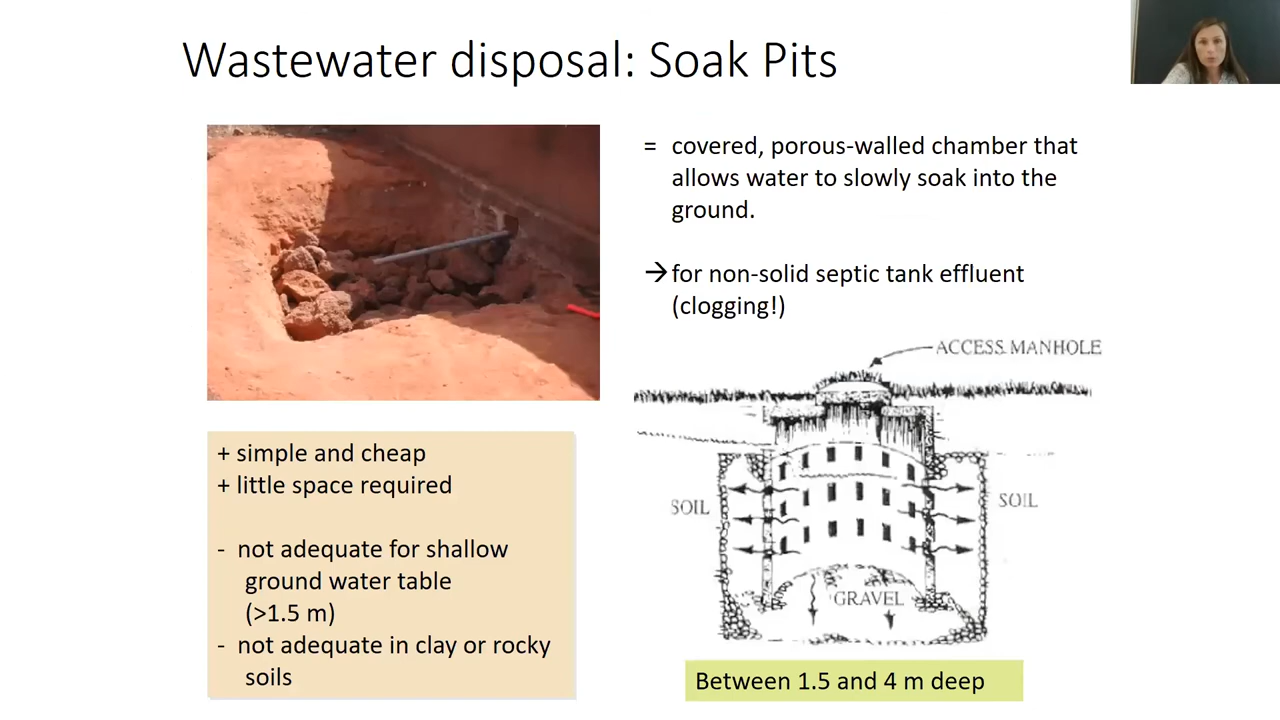 Wastewater disposal: Soak Pits
= covered, porous-walled chamber that
allows water to slowly soak into the
ground.
→ for non-solid septic tank effluent
(clogging!)
ACCESS MANHOLE
SOIL
SOIL
GRAVEL
Between 1.5 and 4 m deep
+ simple and cheap
+ little space required
- not adequate for shallow
ground water table
(>1.5 m)
- not adequate in clay or rocky
soils